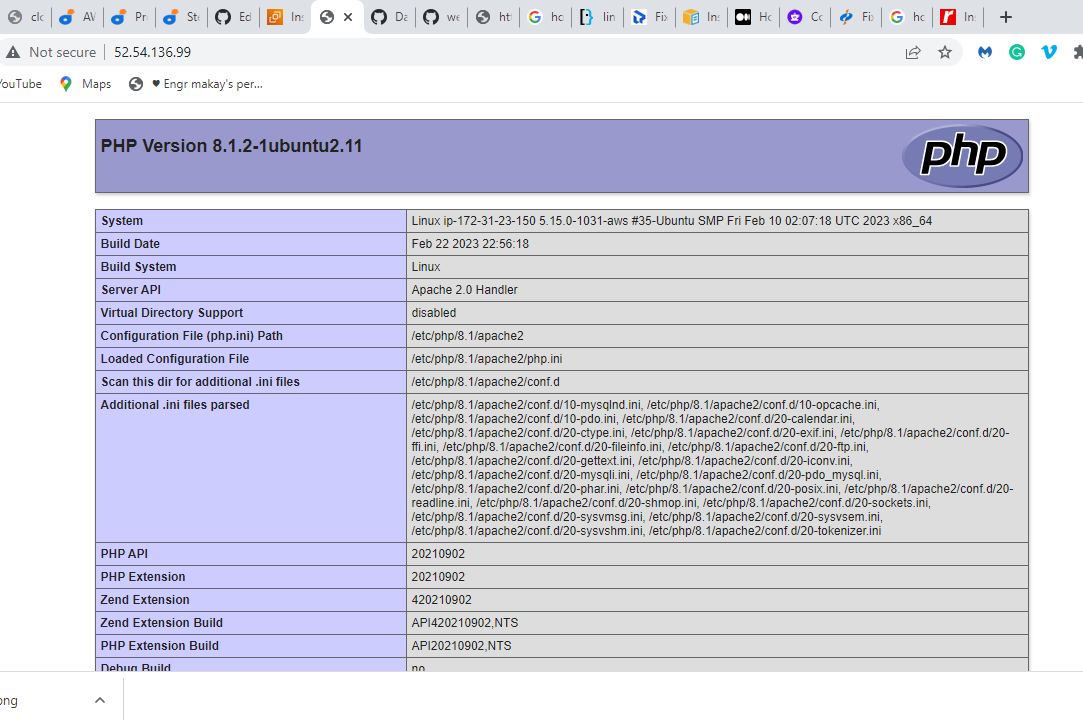 clo
AW
Pro
Ste
Ed
Ins
Da
we
htt
ho
lin
Fix
Ins
Ho
Co
Fix
ho
Ins
Not secure 52.54.136.99
YouTube Maps ♥ Engr makay's per...
PHP Version 8.1.2-1ubuntu2.11
php
System Linux ip-172-31-23-150 5.15.0-1031-aws #35-Ubuntu SMP Fri Feb 10 02:07:18 UTC 2023 x86_64
Build Date Feb 22 2023 22:56:18
Build System Linux
Server API Apache 2.0 Handler
Virtual Directory Support disabled
Configuration File (php.ini) Path /etc/php/8.1/apache2
Loaded Configuration File /etc/php/8.1/apache2/php.ini
Scan this dir for additional .ini files /etc/php/8.1/apache2/conf.d
Additional .ini files parsed /etc/php/8.1/apache2/conf.d/10-mysqlnd.ini, /etc/php/8.1/apache2/conf.d/10-opcache.ini,
/etc/php/8.1/apache2/conf.d/10-pdo.ini, /etc/php/8.1/apache2/conf.d/20-calendar.ini,
/etc/php/8.1/apache2/conf.d/20-ctype.ini, /etc/php/8.1/apache2/conf.d/20-exif.ini, /etc/php/8.1/apache2/conf.d/20-
ffi.ini, /etc/php/8.1/apache2/conf.d/20-fileinfo.ini, /etc/php/8.1/apache2/conf.d/20-ftp.ini,
/etc/php/8.1/apache2/conf.d/20-gettext.ini, /etc/php/8.1/apache2/conf.d/20-iconv.ini,
/etc/php/8.1/apache2/conf.d/20-mysqli.ini, /etc/php/8.1/apache2/conf.d/20-pdo_mysql.ini,
/etc/php/8.1/apache2/conf.d/20-phar.ini, /etc/php/8.1/apache2/conf.d/20-posix.ini, /etc/php/8.1/apache2/conf.d/20-
readline.ini, /etc/php/8.1/apache2/conf.d/20-shmop.ini, /etc/php/8.1/apache2/conf.d/20-sockets.ini,
/etc/php/8.1/apache2/conf.d/20-sysvmsg.ini, /etc/php/8.1/apache2/conf.d/20-sysvsem.ini,
/etc/php/8.1/apache2/conf.d/20-sysvshm.ini, /etc/php/8.1/apache2/conf.d/20-tokenizer.ini
PHP API 20210902
PHP Extension 20210902
Zend Extension 420210902
Zend Extension Build API420210902,NTS
PHP Extension Build API20210902,NTS
Debug Build no
png